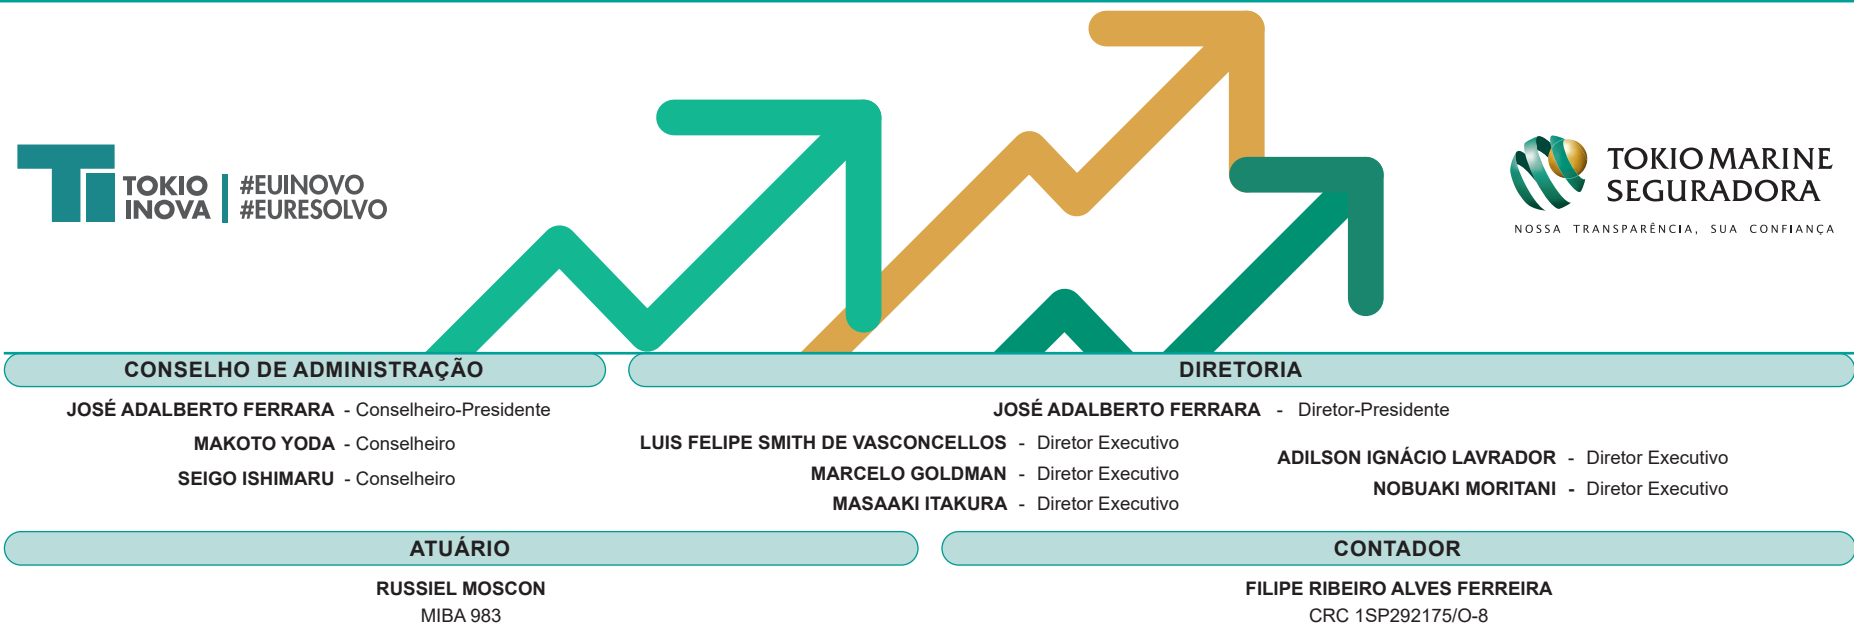 TOKIO
INOVA
#EUINOVO
#EURESOLVO
TOKIO MARINE
SEGURADORA
NOSSA TRANSPARÊNCIA, SUA CONFIANÇA
CONSELHO DE ADMINISTRAÇÃO
JOSÉ ADALBERTO FERRARA - Conselheiro-Presidente
MAKOTO YODA - Conselheiro
SEIGO ISHIMARU - Conselheiro
DIRETORIA
JOSÉ ADALBERTO FERRARA - Diretor-Presidente
LUIS FELIPE SMITH DE VASCONCELLOS - Diretor Executivo
MARCELO GOLDMAN - Diretor Executivo
MASAAKI ITAKURA - Diretor Executivo
ADILSON IGNÁCIO LAVRADOR - Diretor Executivo
NOBUAKI MORITANI - Diretor Executivo
ATUÁRIO
RUSSIEL MOSCON
MIBA 983
CONTADOR
FILIPE RIBEIRO ALVES FERREIRA
CRC 1SP292175/O-8